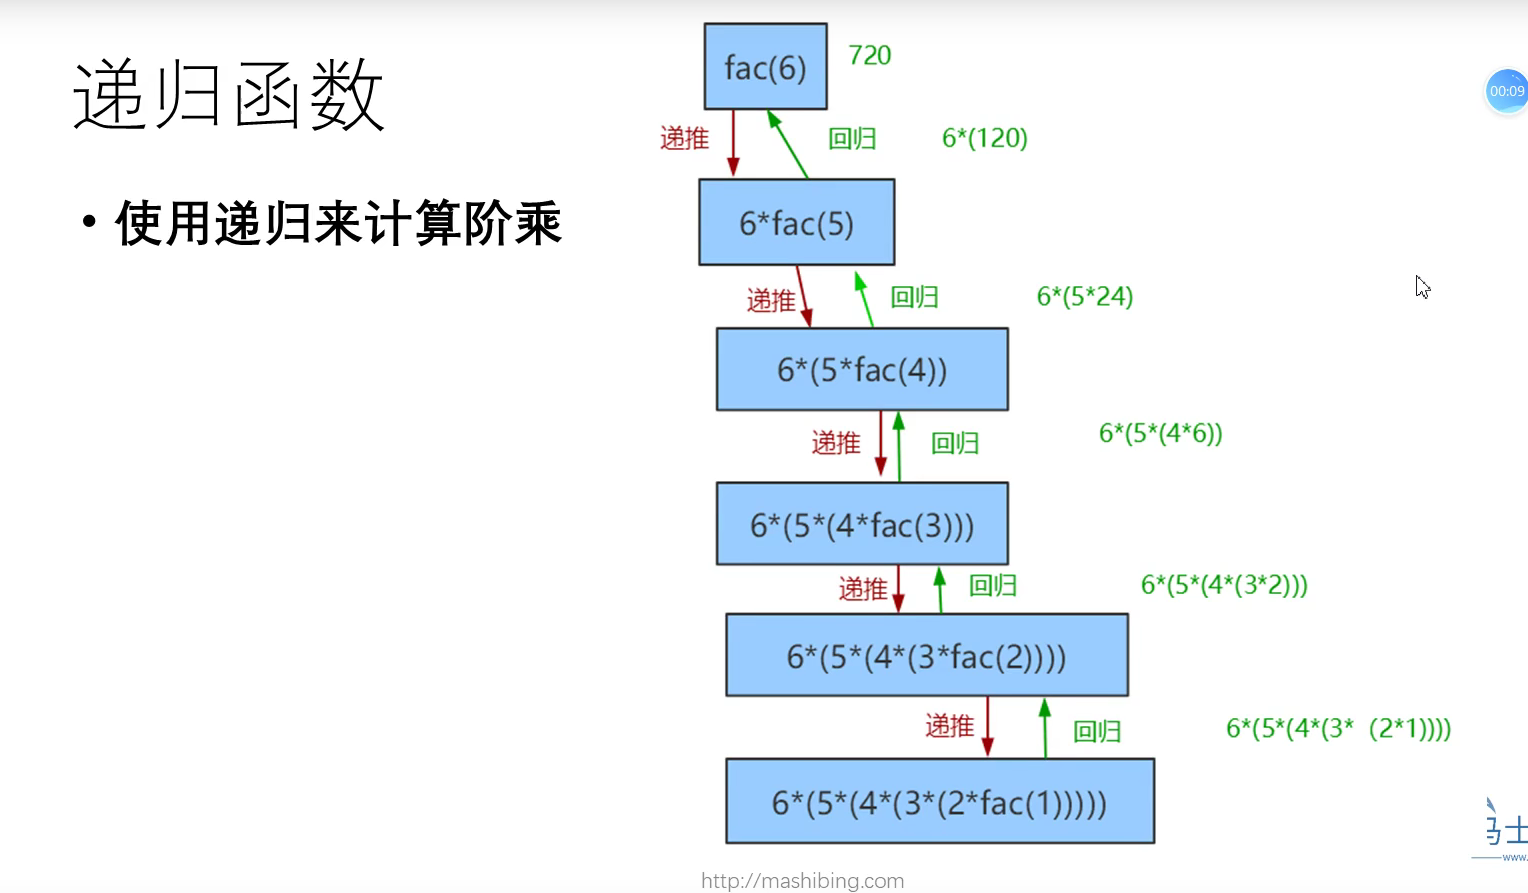 递归函数
• 使用递归来计算阶乘
00:09
fac(6)
720
递推
回归
6*(120)
6*fac(5)
递推
回归
6*(5*24)
6*(5*fac(4))
递推
回归
6*(5*(4*6))
6*(5*(4*fac(3)))
递推
回归
6*(5*(4*(3*2)))
6*(5*(4*(3*fac(2))))
递推
回归
6*(5*(4*(3*（2*1))))
6*(5*(4*(3*(2*fac(1)))))
士
www.
http://mashibing.com